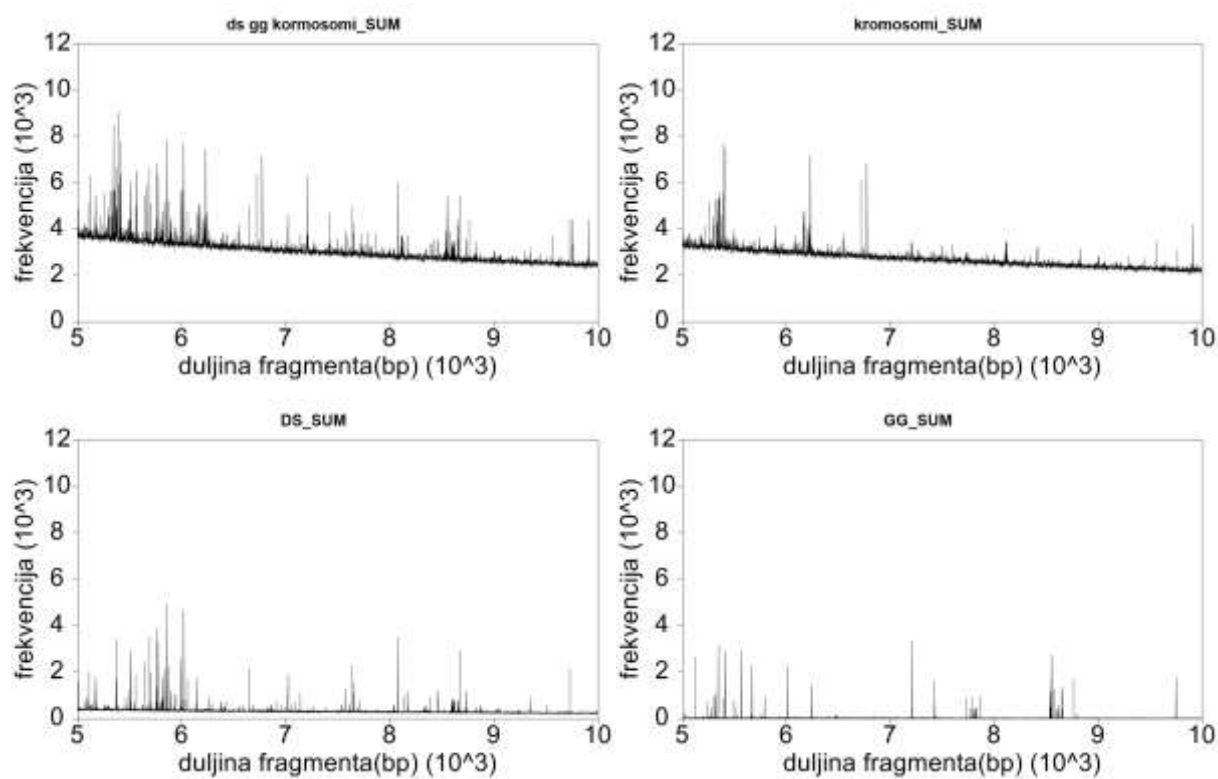 ds gg kormosomi_SUM
frekvencija (10^3)
12
10
8
6
4
2
0
5 6 7 8 9 10
duljina fragmenta(bp) (10^3)
kromosomi_SUM
frekvencija (10^3)
12
10
8
6
4
2
0
5 6 7 8 9 10
duljina fragmenta(bp) (10^3)
DS_SUM
frekvencija (10^3)
12
10
8
6
4
2
0
5 6 7 8 9 10
duljina fragmenta(bp) (10^3)
GG_SUM
frekvencija (10^3)
12
10
8
6
4
2
0
5 6 7 8 9 10
duljina fragmenta(bp) (10^3)